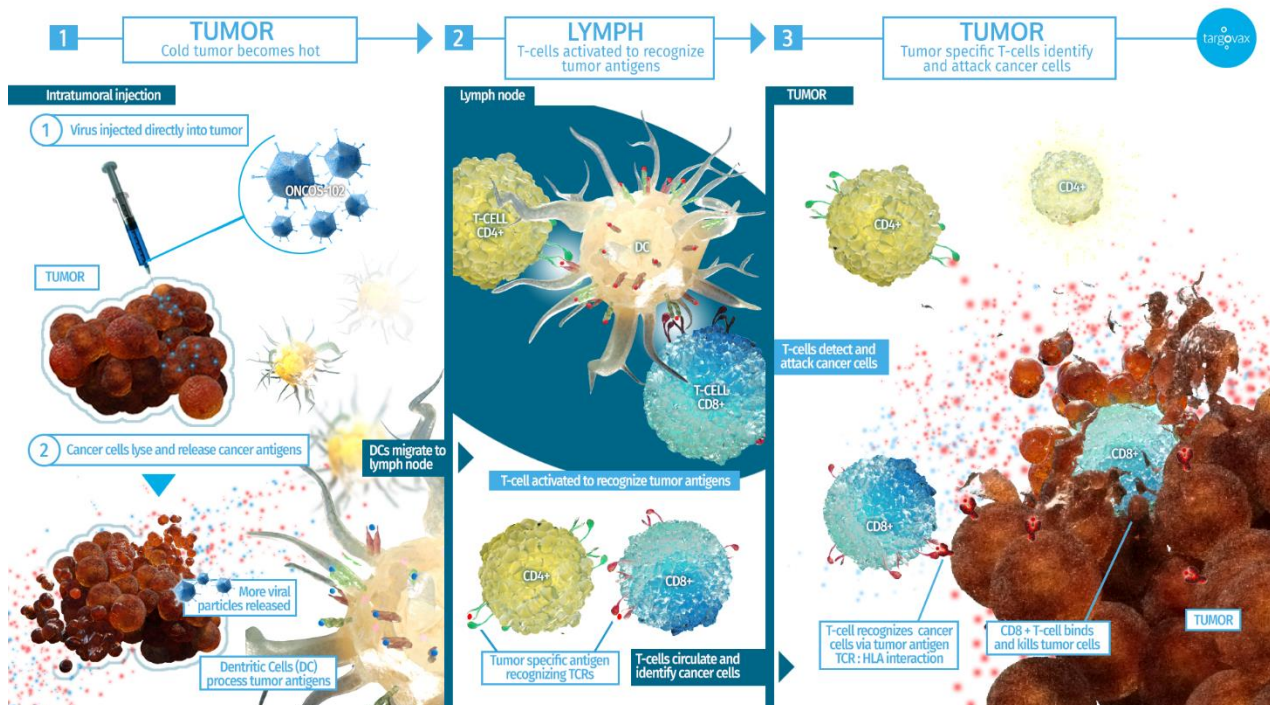 1
TUMOR
Cold tumor becomes hot
2
LYMPH
T-cells activated to recognize
tumor antigens
3
TUMOR
Tumor specific T-cells identify
and attack cancer cells
targovax
Intratumoral injection
1
Virus injected directly into tumor
ONCOS-102
TUMOR
2
Cancer cells lyse and release cancer antigens
More viral
particles released
Dentritic Cells (DC)
process tumor antigens
DCs migrate to
lymph node
Lymph node
T-CELL
CD4+
DC
T-CELL
CD8+
T-cell activated to recognize tumor antigens
CD4+
CD8+
Tumor specific antigen
recognizing TCRs
T-cells circulate and
identify cancer cells
TUMOR
CD4+
CD4+
T-cells detect and
attack cancer cells
CD8+
CD8+
T-cell recognizes cancer
cells via tumor antigen
TCR : HLA interaction
CD8 + T-cell binds
and kills tumor cells
TUMOR